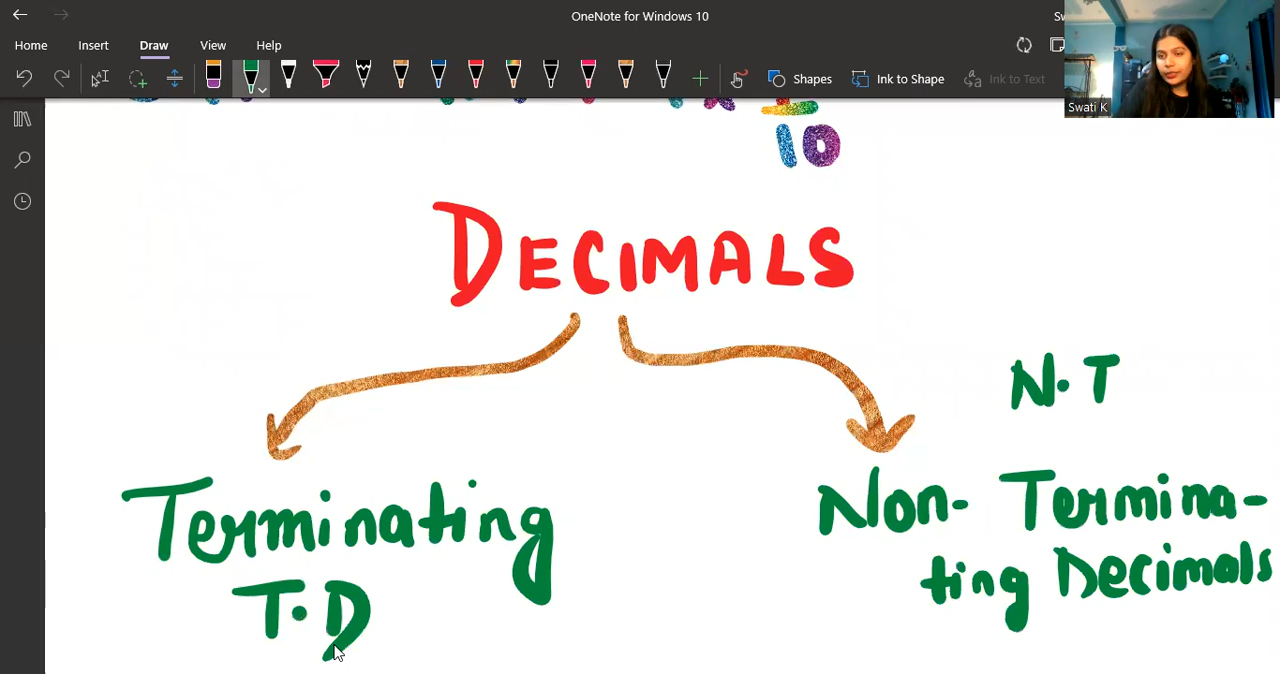 OneNote for Windows 10
Sw
Home Insert Draw View Help
Shapes Ink to Shape Ink to Text
Swati K
10
DECIMALS
N.T
Terminating
Non- Termina-
ting Decimals
T.D